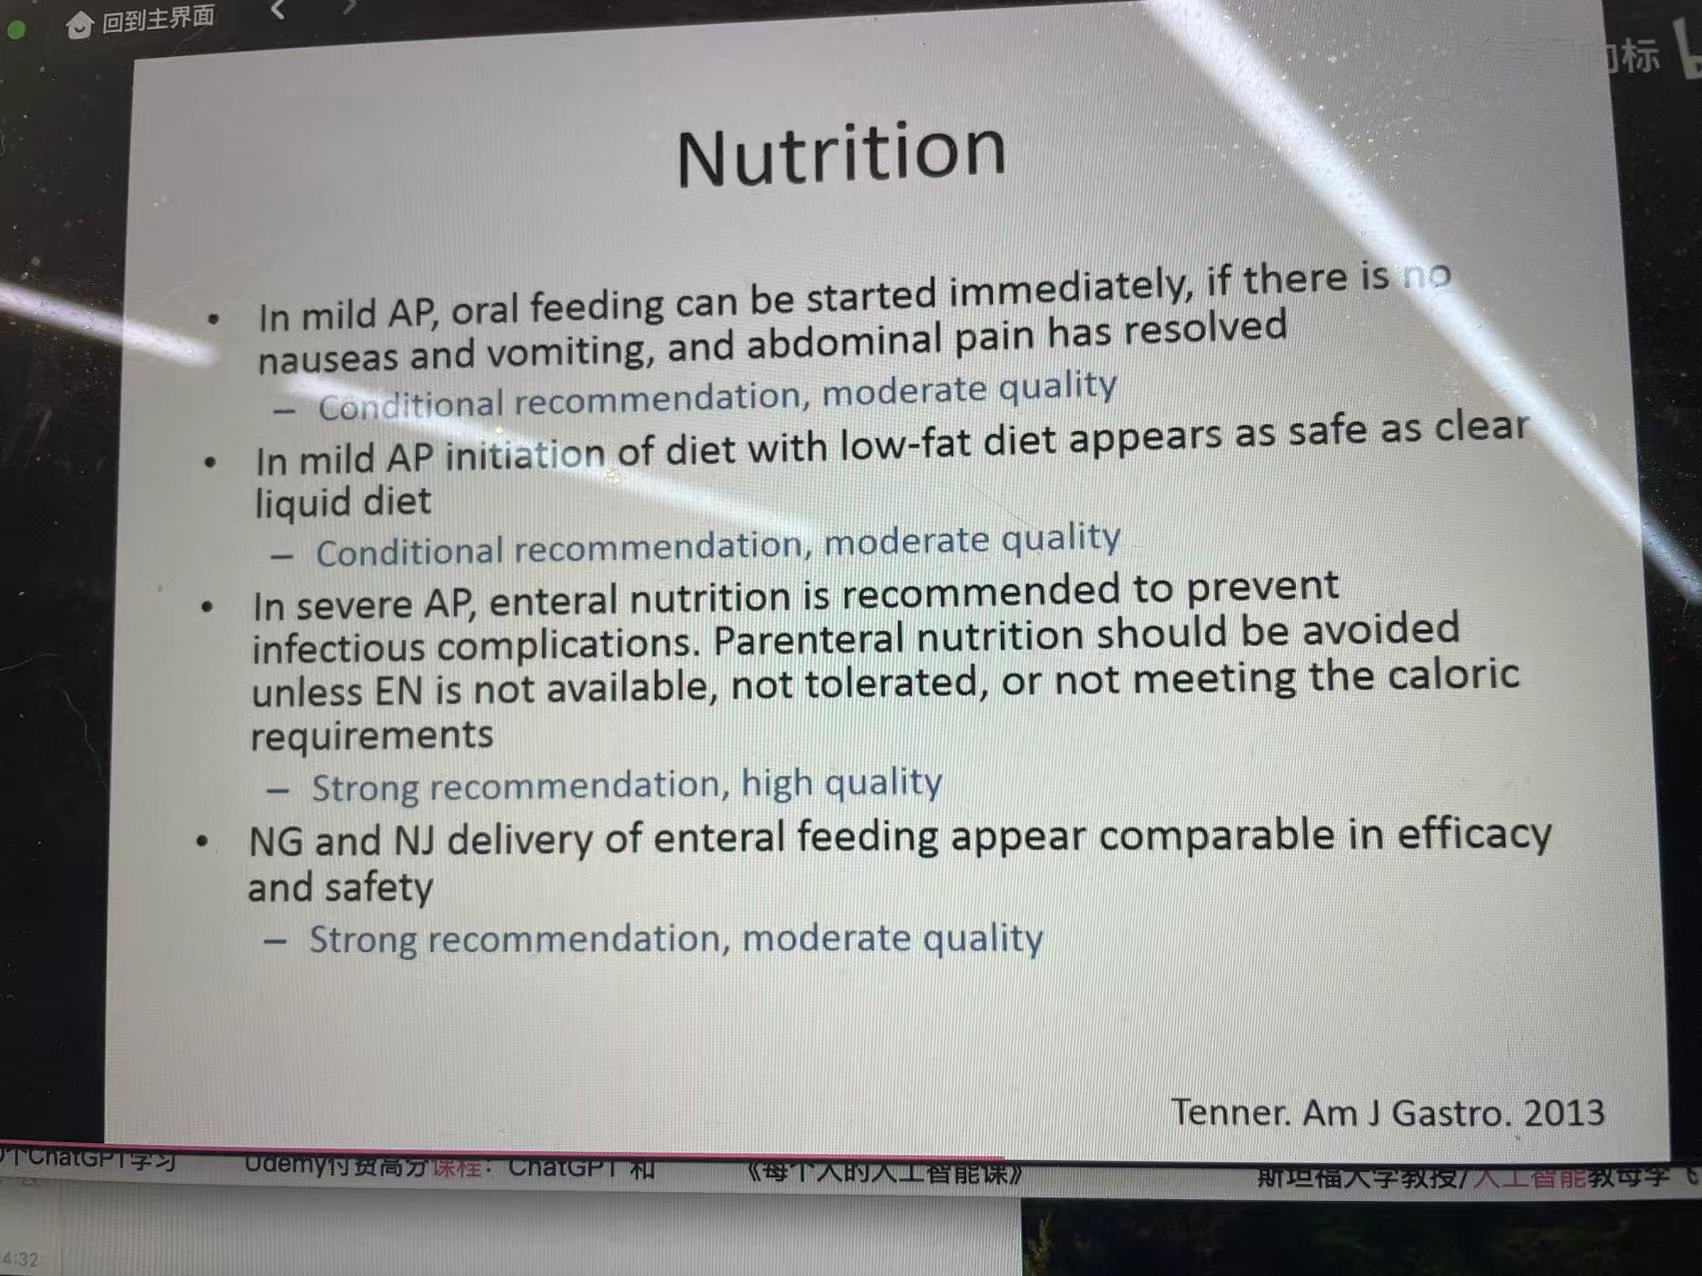 回到主界面
向标
Nutrition
• In mild AP, oral feeding can be started immediately, if there is no
nauseas and vomiting, and abdominal pain has resolved
– Conditional recommendation, moderate quality
• In mild AP initiation of diet with low-fat diet appears as safe as clear
liquid diet
– Conditional recommendation, moderate quality
• In severe AP, enteral nutrition is recommended to prevent
infectious complications. Parenteral nutrition should be avoided
unless EN is not available, not tolerated, or not meeting the caloric
requirements
– Strong recommendation, high quality
• NG and NJ delivery of enteral feeding appear comparable in efficacy
and safety
– Strong recommendation, moderate quality
Tenner. Am J Gastro. 2013
个ChatGPT学习 Udemy付费高分课程：ChatGPT 和 《每个人的人工智能课》 斯坦福大学教授/人工智能教母李
4:32